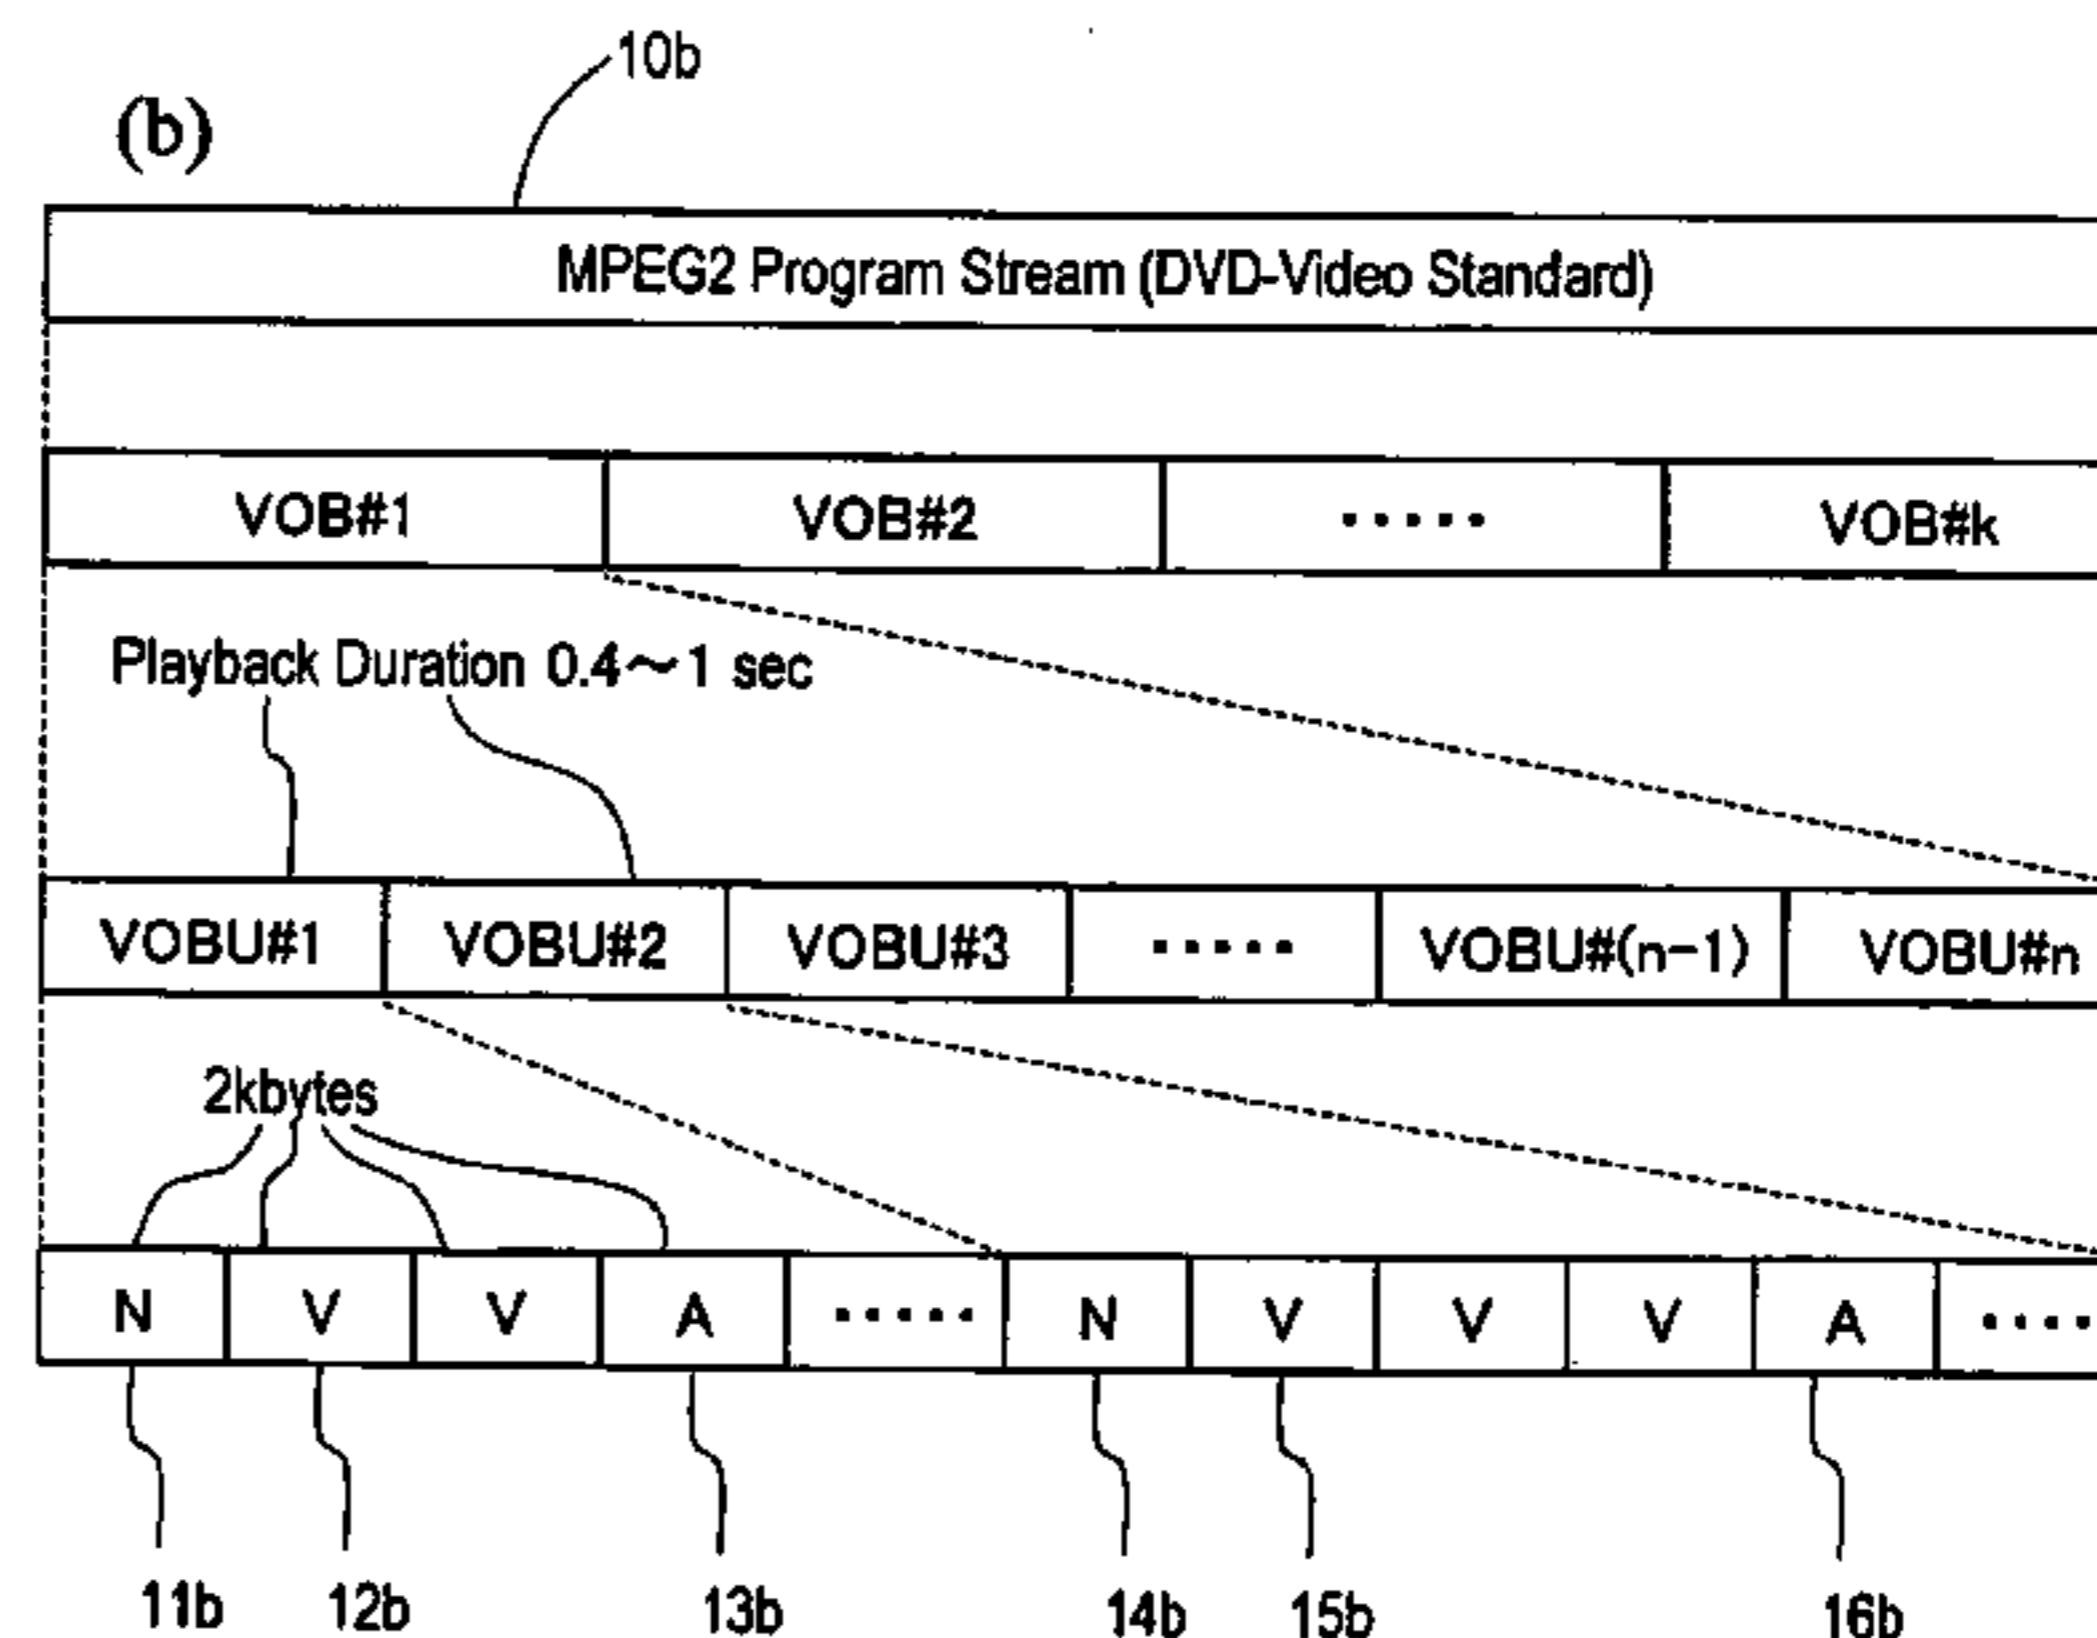 10b
(b)
MPEG2 Program Stream (DVD-Video Standard)
VOB#1 VOB#2 ····· VOB#k
Playback Duration 0.4~1 sec
VOBU#1 VOBU#2 VOBU#3 ····· VOBU#(n-1) VOBU#n
2kbytes
N V V A ····· N V V V A ····
11b 12b 13b 14b 15b 16b